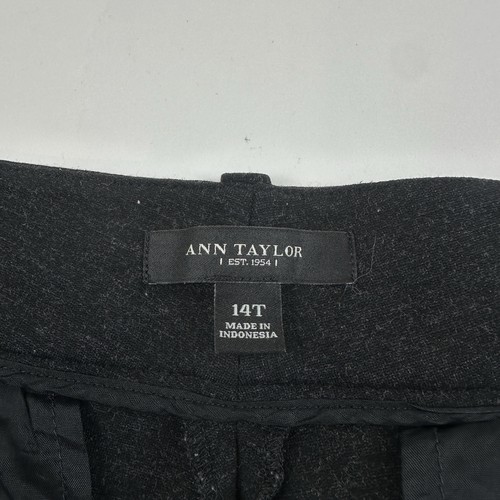 ANN TAYLOR
EST. 1954
14T
MADE IN
INDONESIA